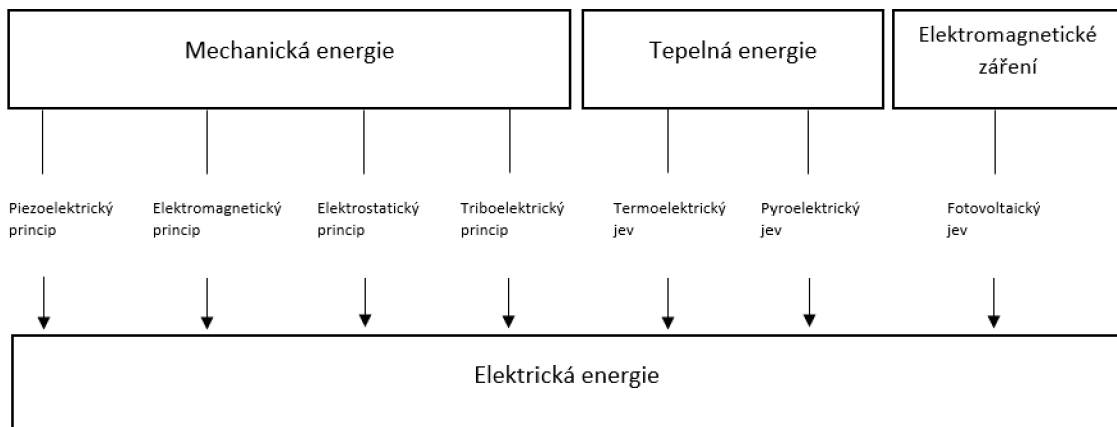 Mechanická energie
Tepelná energie
Elektromagnetické
záření
Piezoelektrický
princip
Elektromagnetický
princip
Elektrostatický
princip
Triboelektrický
princip
Termoelektrický
jev
Pyroelektrický
jev
Fotovoltaický
jev
Elektrická energie